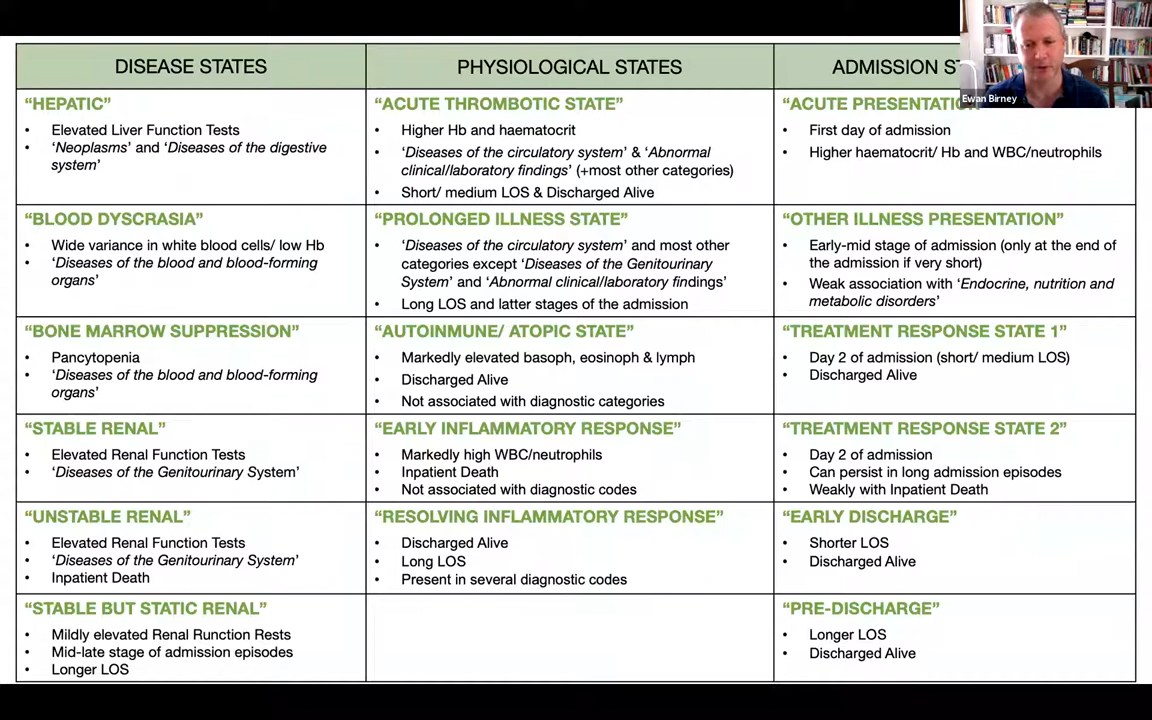 DISEASE STATES
PHYSIOLOGICAL STATES
ADMISSION
Ewan Birney
“HEPATIC”
• Elevated Liver Function Tests
• ‘Neoplasms’ and ‘Diseases of the digestive
system’
“ACUTE THROMBOTIC STATE”
• Higher Hb and haematocrit
• ‘Diseases of the circulatory system’ & ‘Abnormal
clinical/laboratory findings’ (+most other categories)
• Short/ medium LOS & Discharged Alive
“ACUTE
• First day of admission
• Higher haematocrit/ Hb and WBC/neutrophils
“BLOOD DYSCRASIA”
• Wide variance in white blood cells/ low Hb
• ‘Diseases of the blood and blood-forming
organs’
“PROLONGED ILLNESS STATE”
• ‘Diseases of the circulatory system’ and most other
categories except ‘Diseases of the Genitourinary
System’ and ‘Abnormal clinical/laboratory findings’
• Long LOS and latter stages of the admission
“OTHER ILLNESS PRESENTATION”
• Early-mid stage of admission (only at the end of
the admission if very short)
• Weak association with ‘Endocrine, nutrition and
metabolic disorders’
“BONE MARROW SUPPRESSION”
• Pancytopenia
• ‘Diseases of the blood and blood-forming
organs’
“AUTOINMUNE/ ATOPIC STATE”
• Markedly elevated basoph, eosinoph & lymph
• Discharged Alive
• Not associated with diagnostic categories
“TREATMENT RESPONSE STATE 1”
• Day 2 of admission (short/ medium LOS)
• Discharged Alive
“STABLE RENAL”
• Elevated Renal Function Tests
• ‘Diseases of the Genitourinary System’
“EARLY INFLAMMATORY RESPONSE”
• Markedly high WBC/neutrophils
• Inpatient Death
• Not associated with diagnostic codes
“TREATMENT RESPONSE STATE 2”
• Day 2 of admission
• Can persist in long admission episodes
• Weakly with Inpatient Death
“UNSTABLE RENAL”
• Elevated Renal Function Tests
• ‘Diseases of the Genitourinary System’
• Inpatient Death
“RESOLVING INFLAMMATORY RESPONSE”
• Discharged Alive
• Long LOS
• Present in several diagnostic codes
“EARLY DISCHARGE”
• Shorter LOS
• Discharged Alive
“STABLE BUT STATIC RENAL”
• Mildly elevated Renal Runction Rests
• Mid-late stage of admission episodes
• Longer LOS
“PRE-DISCHARGE”
• Longer LOS
• Discharged Alive